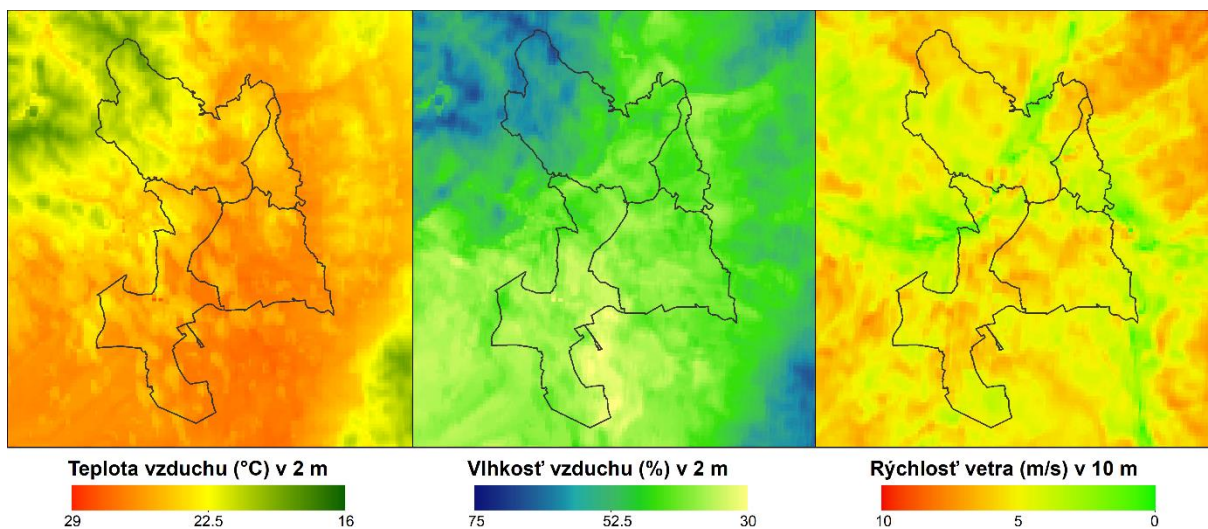 Teplota vzduchu (°C) v 2 m
29 22.5 16
Vlhkosť vzduchu (%) v 2 m
75 52.5 30
Rýchlosť vetra (m/s) v 10 m
10 5 0